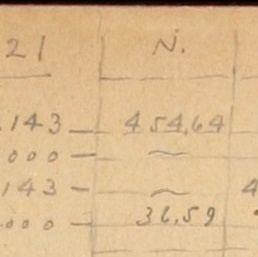 21 N.
.143— 454,64
000— ~
143— ~ 4
.000— 36.59